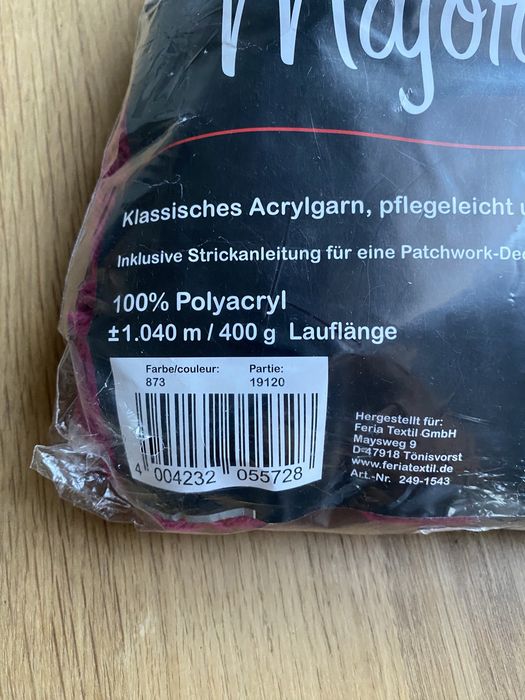 Klassisches Acrylgarn, pflegeleicht
Inklusive Strickanleitung für eine
100% Polyacryl
±1.040 m / 400 g Lauflänge
Farbe/couleur: Partie:
873 19120
4 004232 055728
Hergestellt für:
Feria Textil GmbH
Maysweg 9
D-47918 Tönisvorst
www.feriatextil.de
Art.-Nr. 249-1543